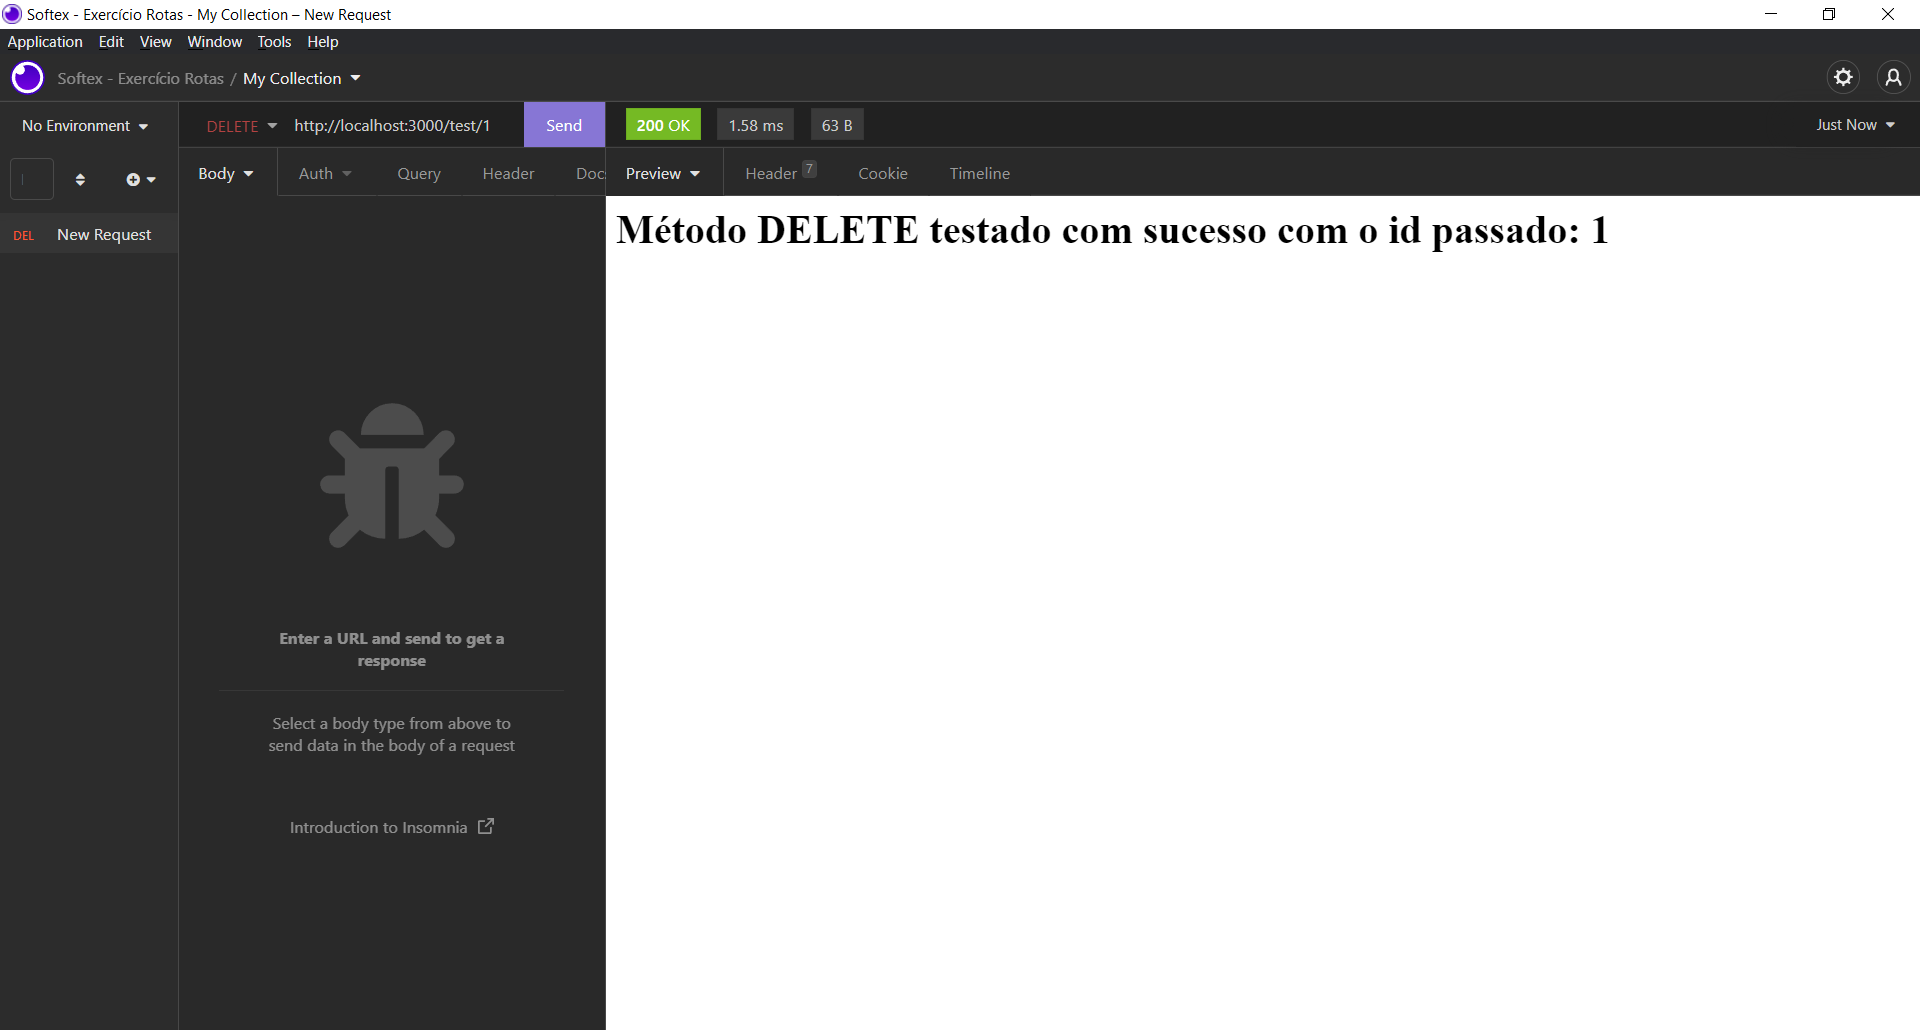 Softex - Exercício Rotas - My Collection – New Request
Application Edit View Window Tools Help
Softex - Exercício Rotas / My Collection
No Environment
DELETE http://localhost:3000/test/1 Send
200 OK 1.58 ms 63 B
Just Now
Body Auth Query Header Doc
Preview Header 7 Cookie Timeline
DEL New Request
Método DELETE testado com sucesso com o id passado: 1
Enter a URL and send to get a
response
Select a body type from above to
send data in the body of a request
Introduction to Insomnia